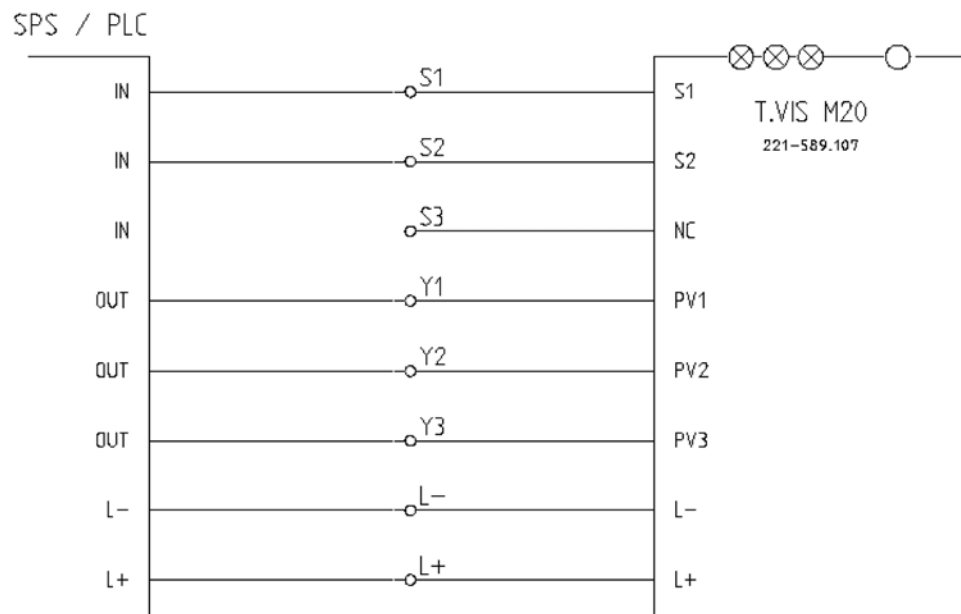 SPS / PLC
IN S1 S1
T.VIS M20
221-589.107
IN S2 S2
IN S3 NC
OUT Y1 PV1
OUT Y2 PV2
OUT Y3 PV3
L- L- L-
L+ L+ L+